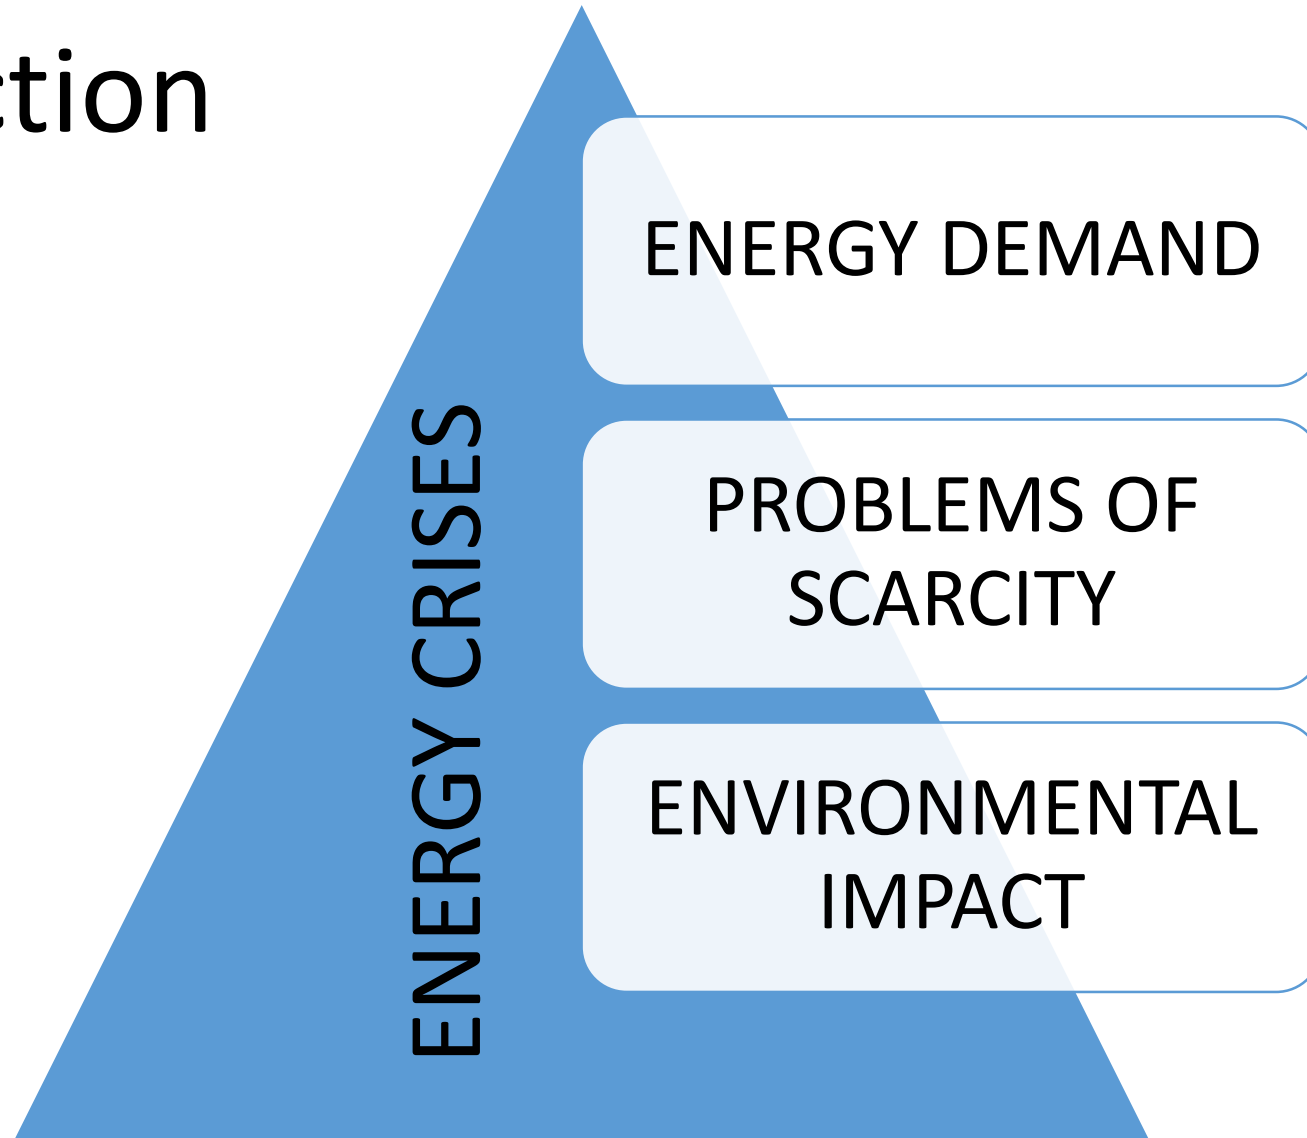 ction
ENERGY CRISES
ENERGY DEMAND
PROBLEMS OF
SCARCITY
ENVIRONMENTAL
IMPACT